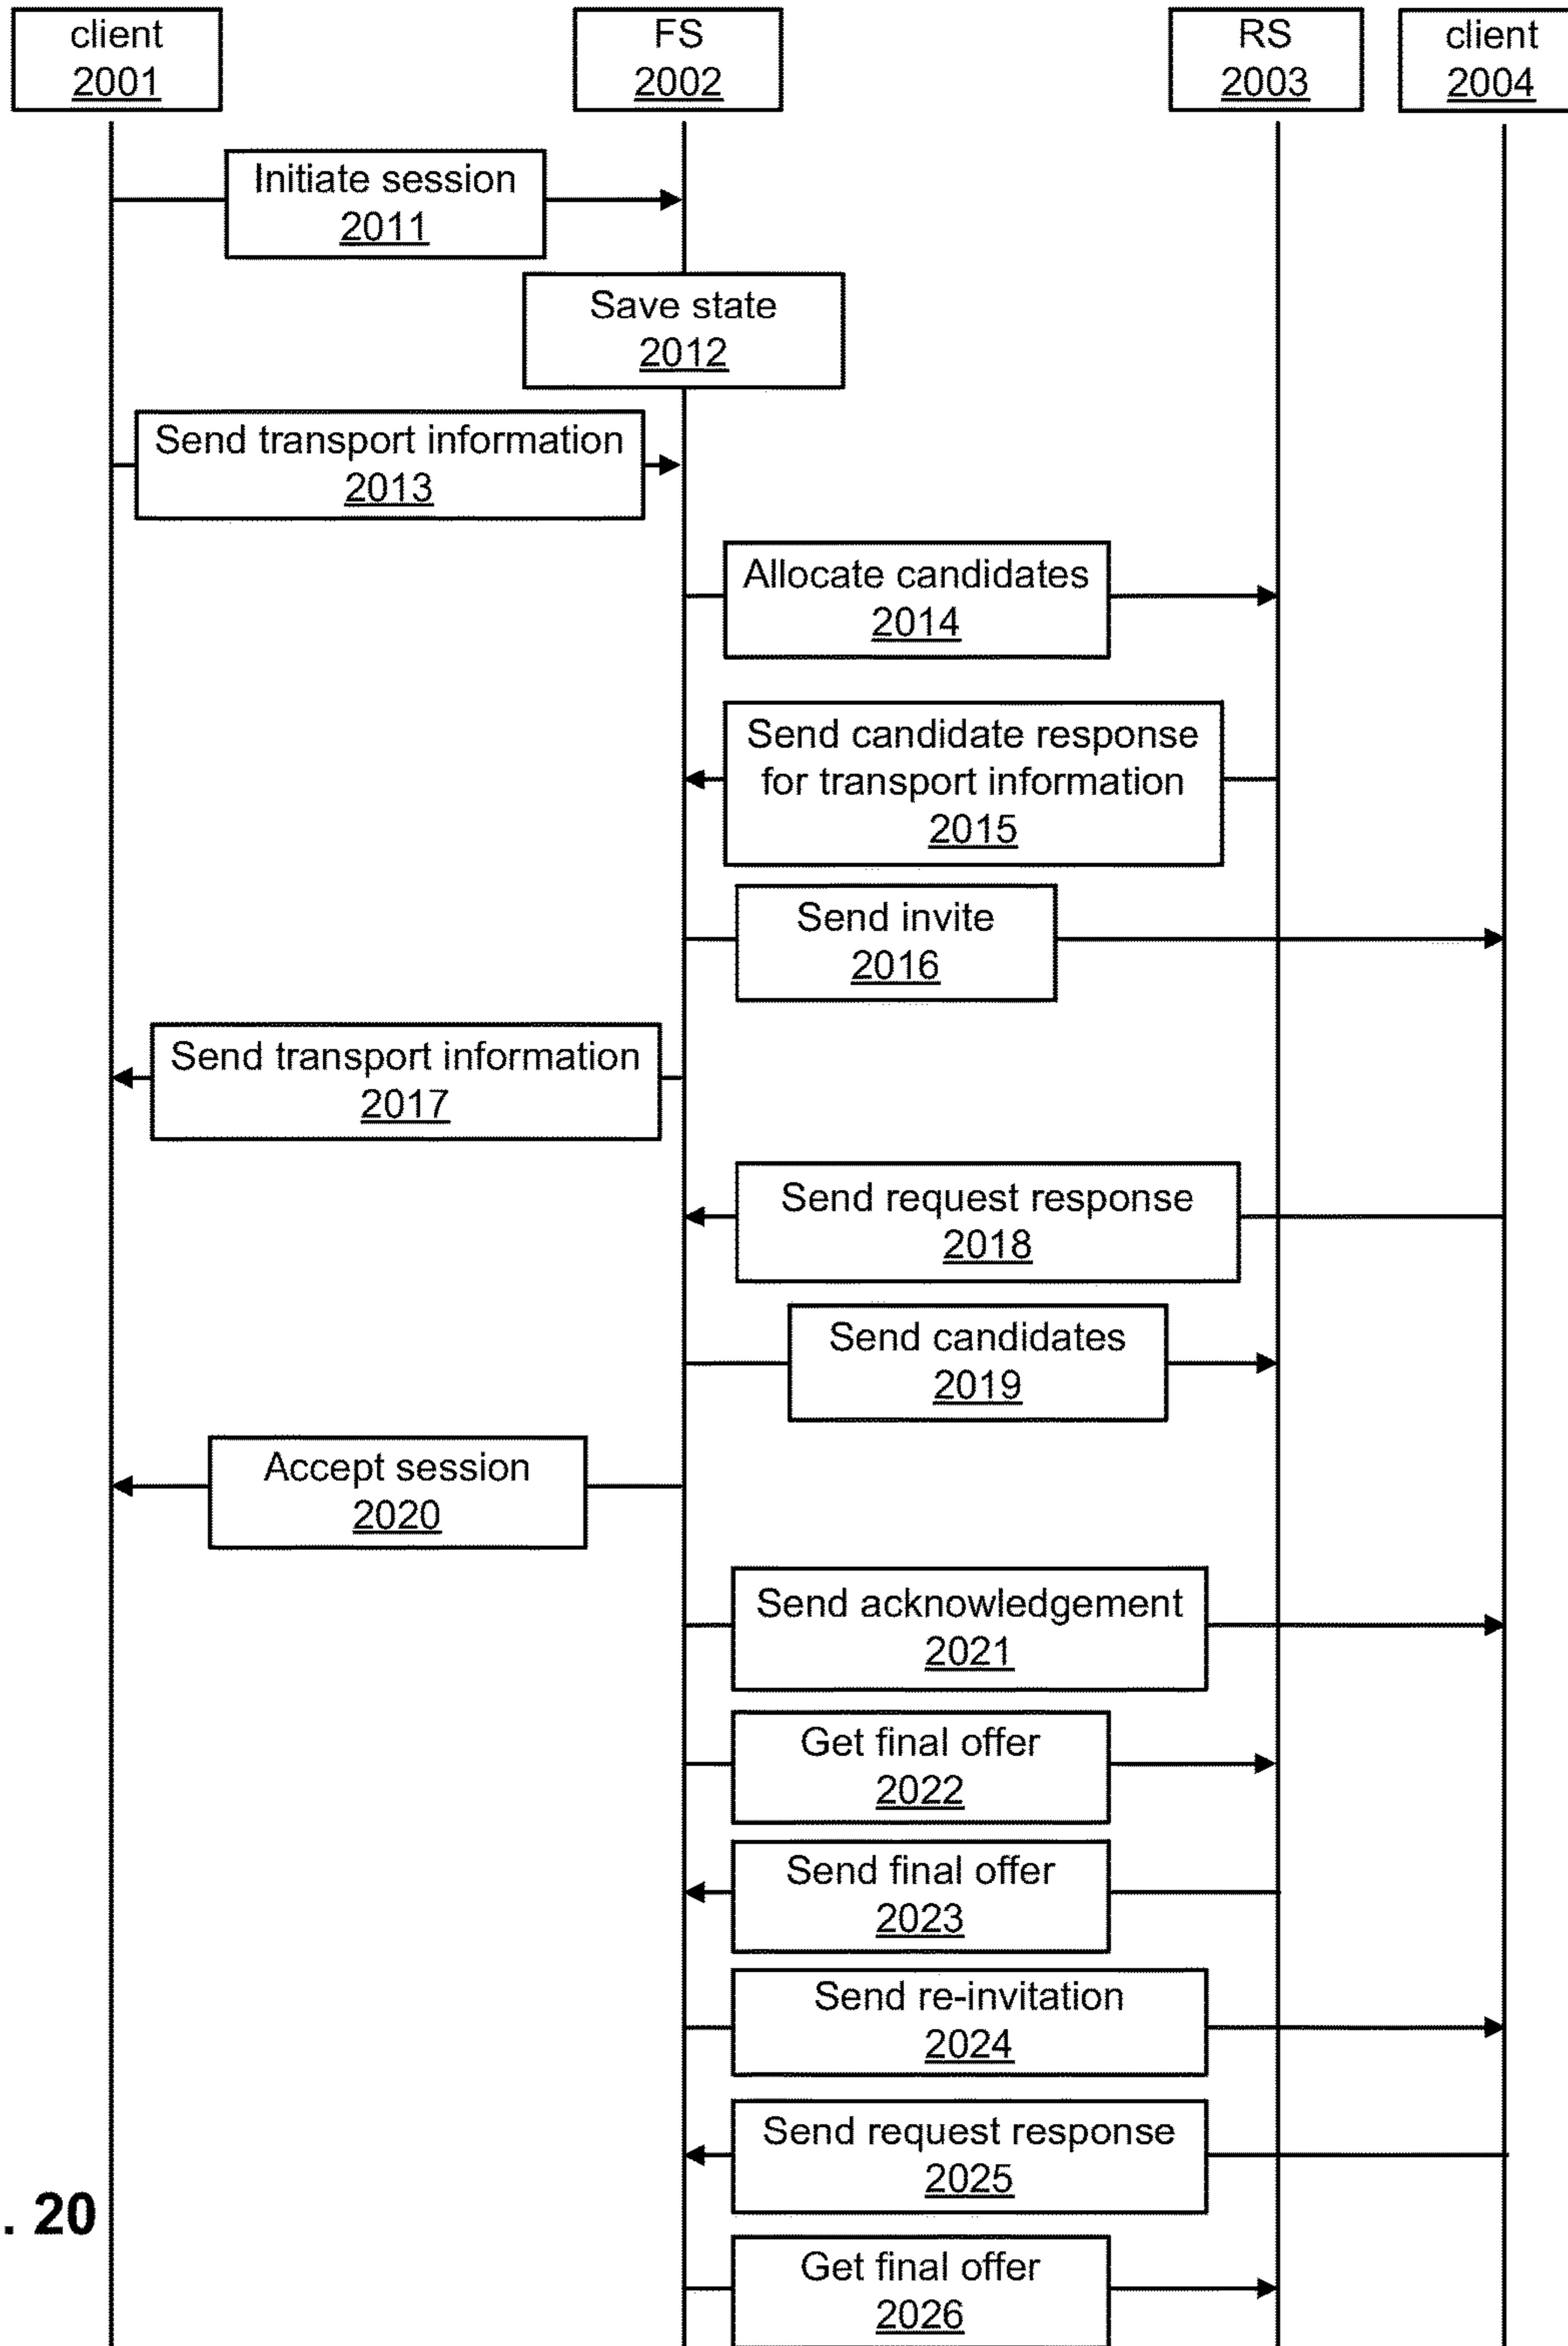 client
2001
FS
2002
RS
2003
client
2004
Initiate session
2011
Save state
2012
Send transport information
2013
Allocate candidates
2014
Send candidate response
for transport information
2015
Send invite
2016
Send transport information
2017
Send request response
2018
Send candidates
2019
Accept session
2020
Send acknowledgement
2021
Get final offer
2022
Send final offer
2023
Send re-invitation
2024
Send request response
2025
. 20
Get final offer
2026